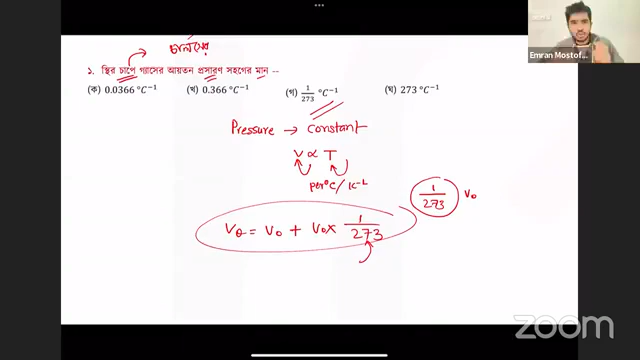 চার্লসের
১. স্থির চাপে গ্যাসের আয়তন প্রসারণ সহগের মান --
(ক) 0.0366 °C⁻¹ (খ) 0.366 °C⁻¹ (গ) 1/273 °C⁻¹ (ঘ) 273 °C⁻¹
Pressure → constant
V ∝ T
per °C / K⁻¹
1/273 V₀
Vθ = V₀ + V₀ × 1/273
Emran Mostof...
zoom